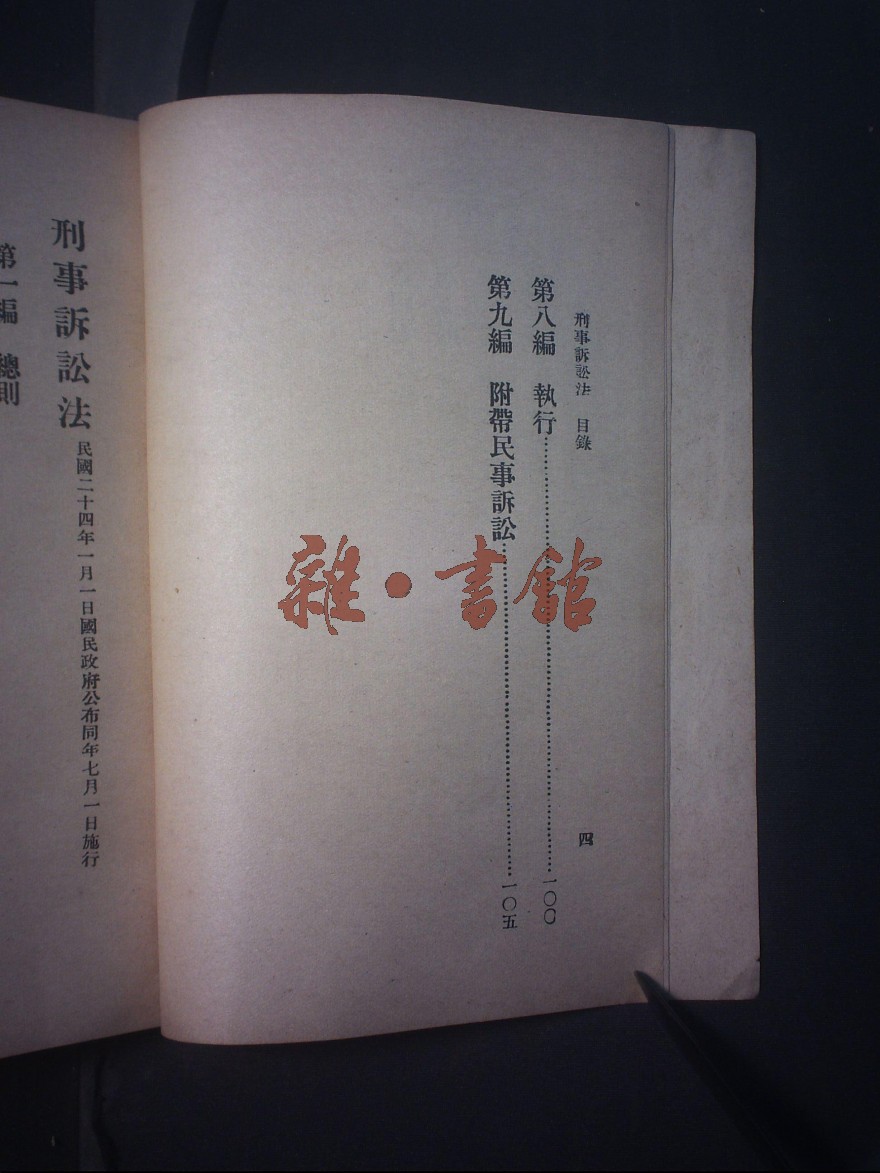 刑事訴訟法 目錄
四
第八編 執行……一〇〇
第九編 附帶民事訴訟……一〇五
雜·書館
刑事訴訟法 民國二十四年一月一日國民政府公布同年七月一日施行
第一編 總則